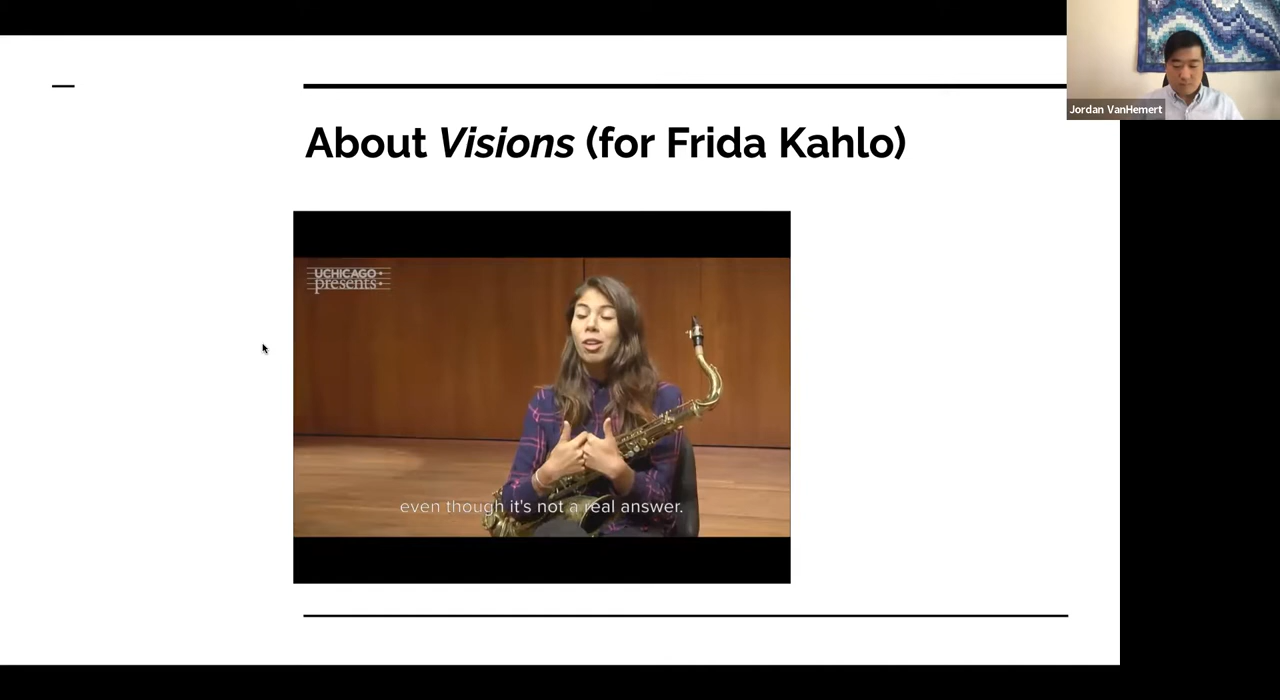 Jordan VanHemert
About Visions (for Frida Kahlo)
UCHICAGO
presents
even though it's not a real answer.